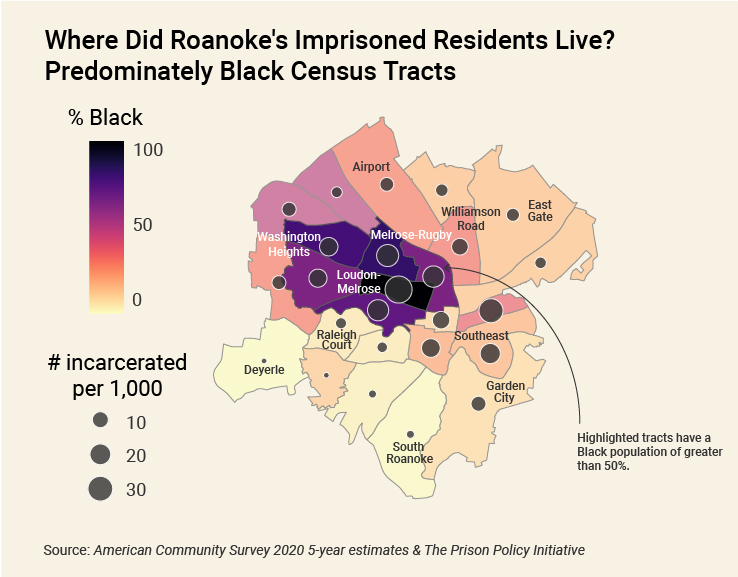 Where Did Roanoke's Imprisoned Residents Live?
Predominately Black Census Tracts
% Black
100
50
0
# incarcerated
per 1,000
10
20
30
Airport
Williamson
Road
East
Gate
Washington
Heights
Melrose-Rugby
Loudon-
Melrose
Raleigh
Court
Southeast
Deyerle
Garden
City
South
Roanoke
Highlighted tracts have a
Black population of greater
than 50%.
Source: American Community Survey 2020 5-year estimates & The Prison Policy Initiative